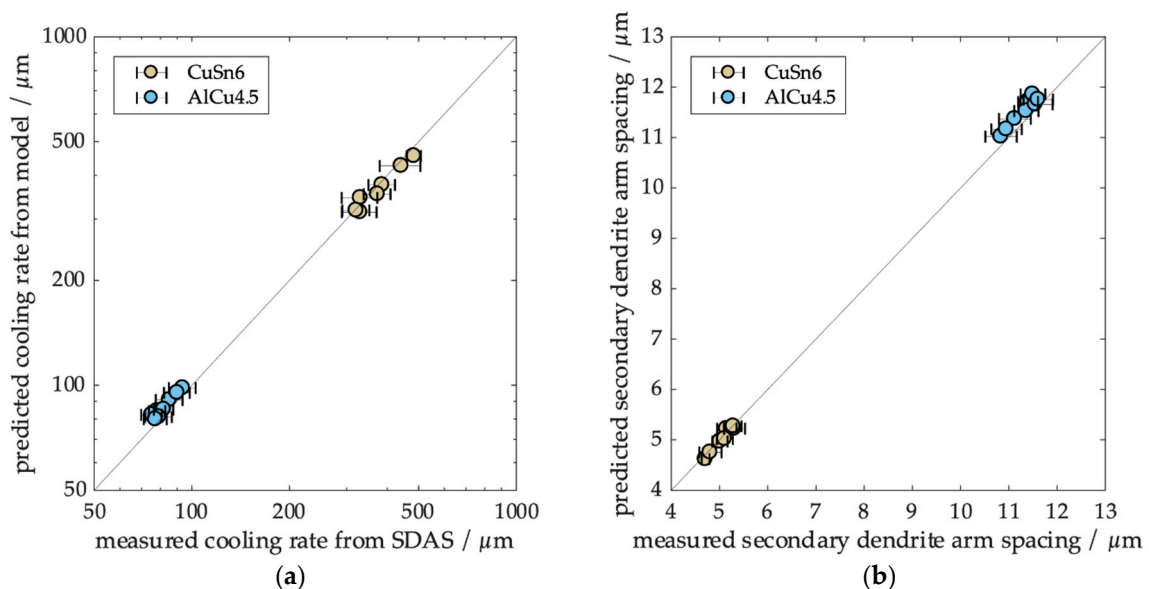 predicted cooling rate from model / µm
1000
500
200
100
50
CuSn6
AlCu4.5
50 100 200 500 1000
measured cooling rate from SDAS / µm
(a)
predicted secondary dendrite arm spacing / µm
13
12
11
10
9
8
7
6
5
4
CuSn6
AlCu4.5
4 5 6 7 8 9 10 11 12 13
measured secondary dendrite arm spacing / µm
(b)